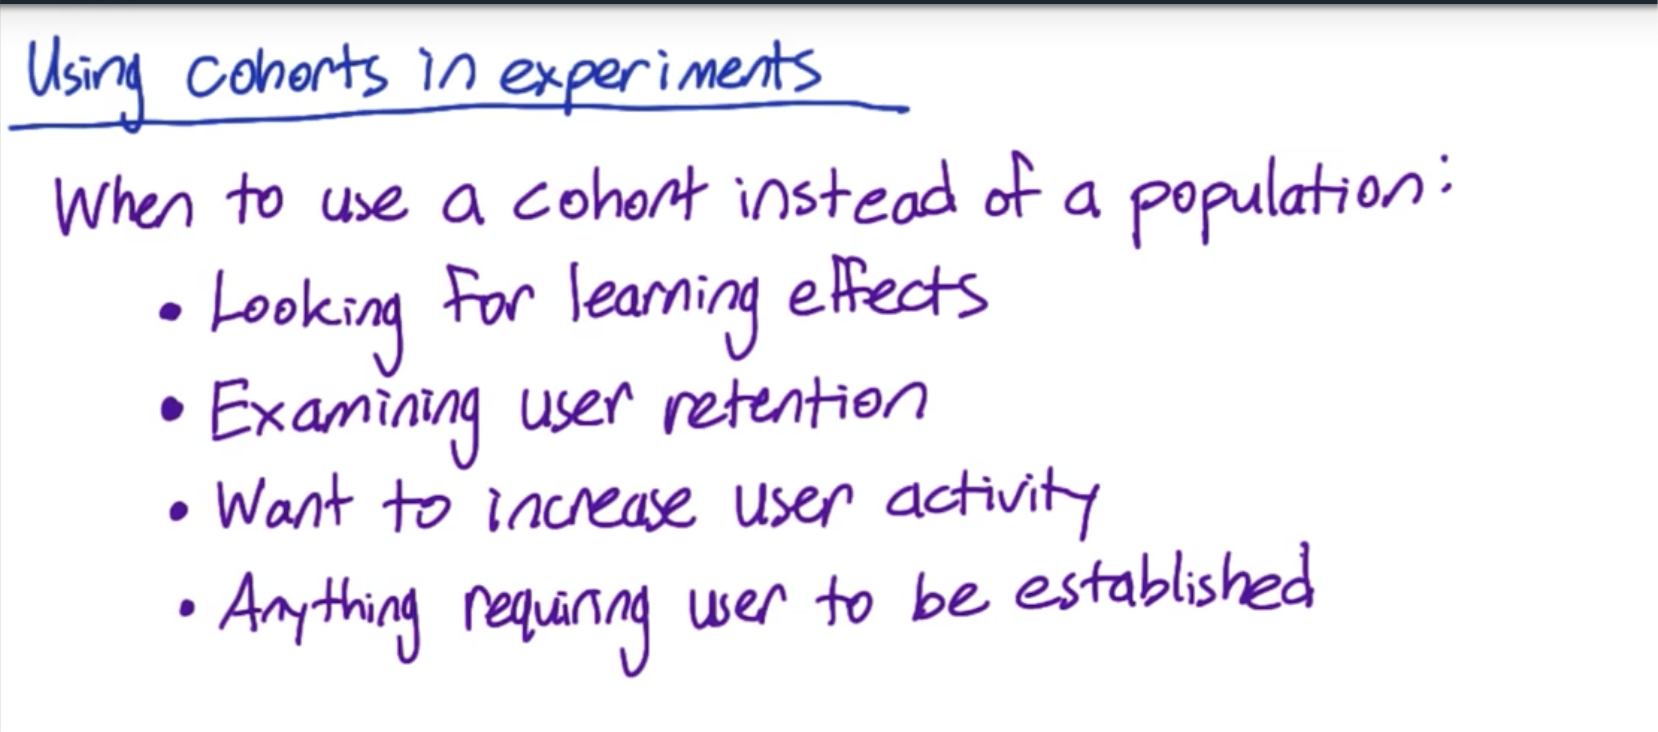 Using cohorts in experiments
When to use a cohort instead of a population:
• Looking for learning effects
• Examining user retention
• Want to increase user activity
• Anything requiring user to be established